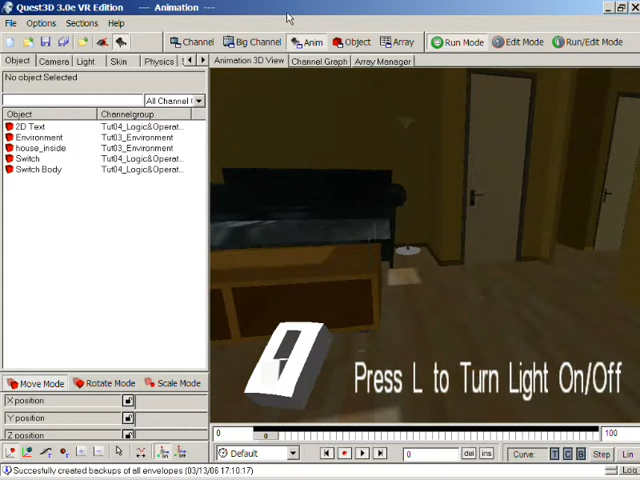 Quest3D 3.0e VR Edition --- Animation ---
File Options Sections Help
Channel Big Channel Anim Object Array Run Mode Edit Mode Run/Edit Mode
Object Camera Light Skin Physics Animation 3D View Channel Graph Array Manager
No object Selected
All Channel
Object Channelgroup
2D Text Tut04_Logic&Operat...
Environment Tut03_Environment
house_inside Tut03_Environment
Switch Tut04_Logic&Operat...
Switch Body Tut04_Logic&Operat...
Press L to Turn Light On/Off
Move Mode Rotate Mode Scale Mode
X position
Y position
Z position
0 0 100
Default 0 del ins Curve: T C B Step Lin
Succesfully created backups of all envelopes (03/13/06 17:10:17) Log